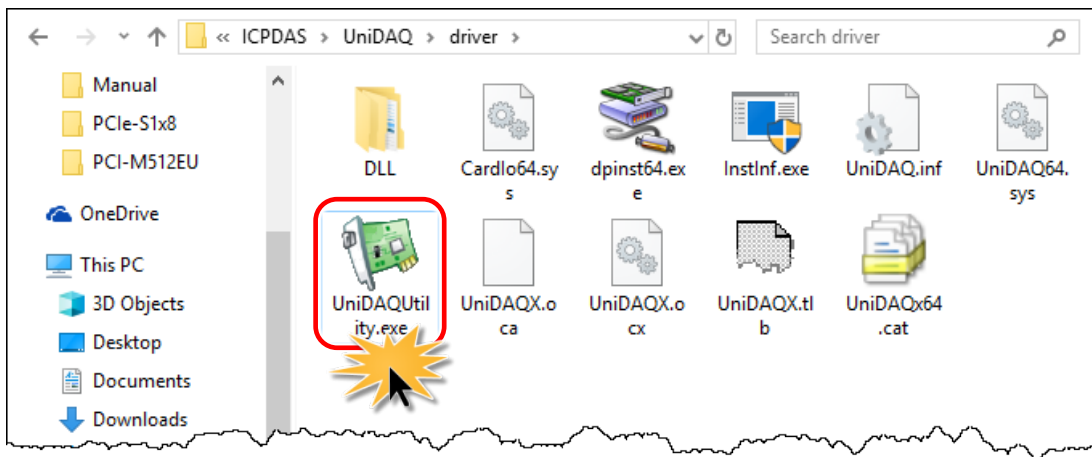 « ICPDAS › UniDAQ › driver ›
Search driver
Manual
PCIe-S1x8
PCI-M512EU
OneDrive
This PC
3D Objects
Desktop
Documents
Downloads
DLL
CardIo64.sy
s
dpinst64.ex
e
InstInf.exe
UniDAQ.inf
UniDAQ64.
sys
UniDAQUtil
ity.exe
UniDAQX.o
ca
UniDAQX.o
cx
UniDAQX.tl
b
UniDAQx64
.cat